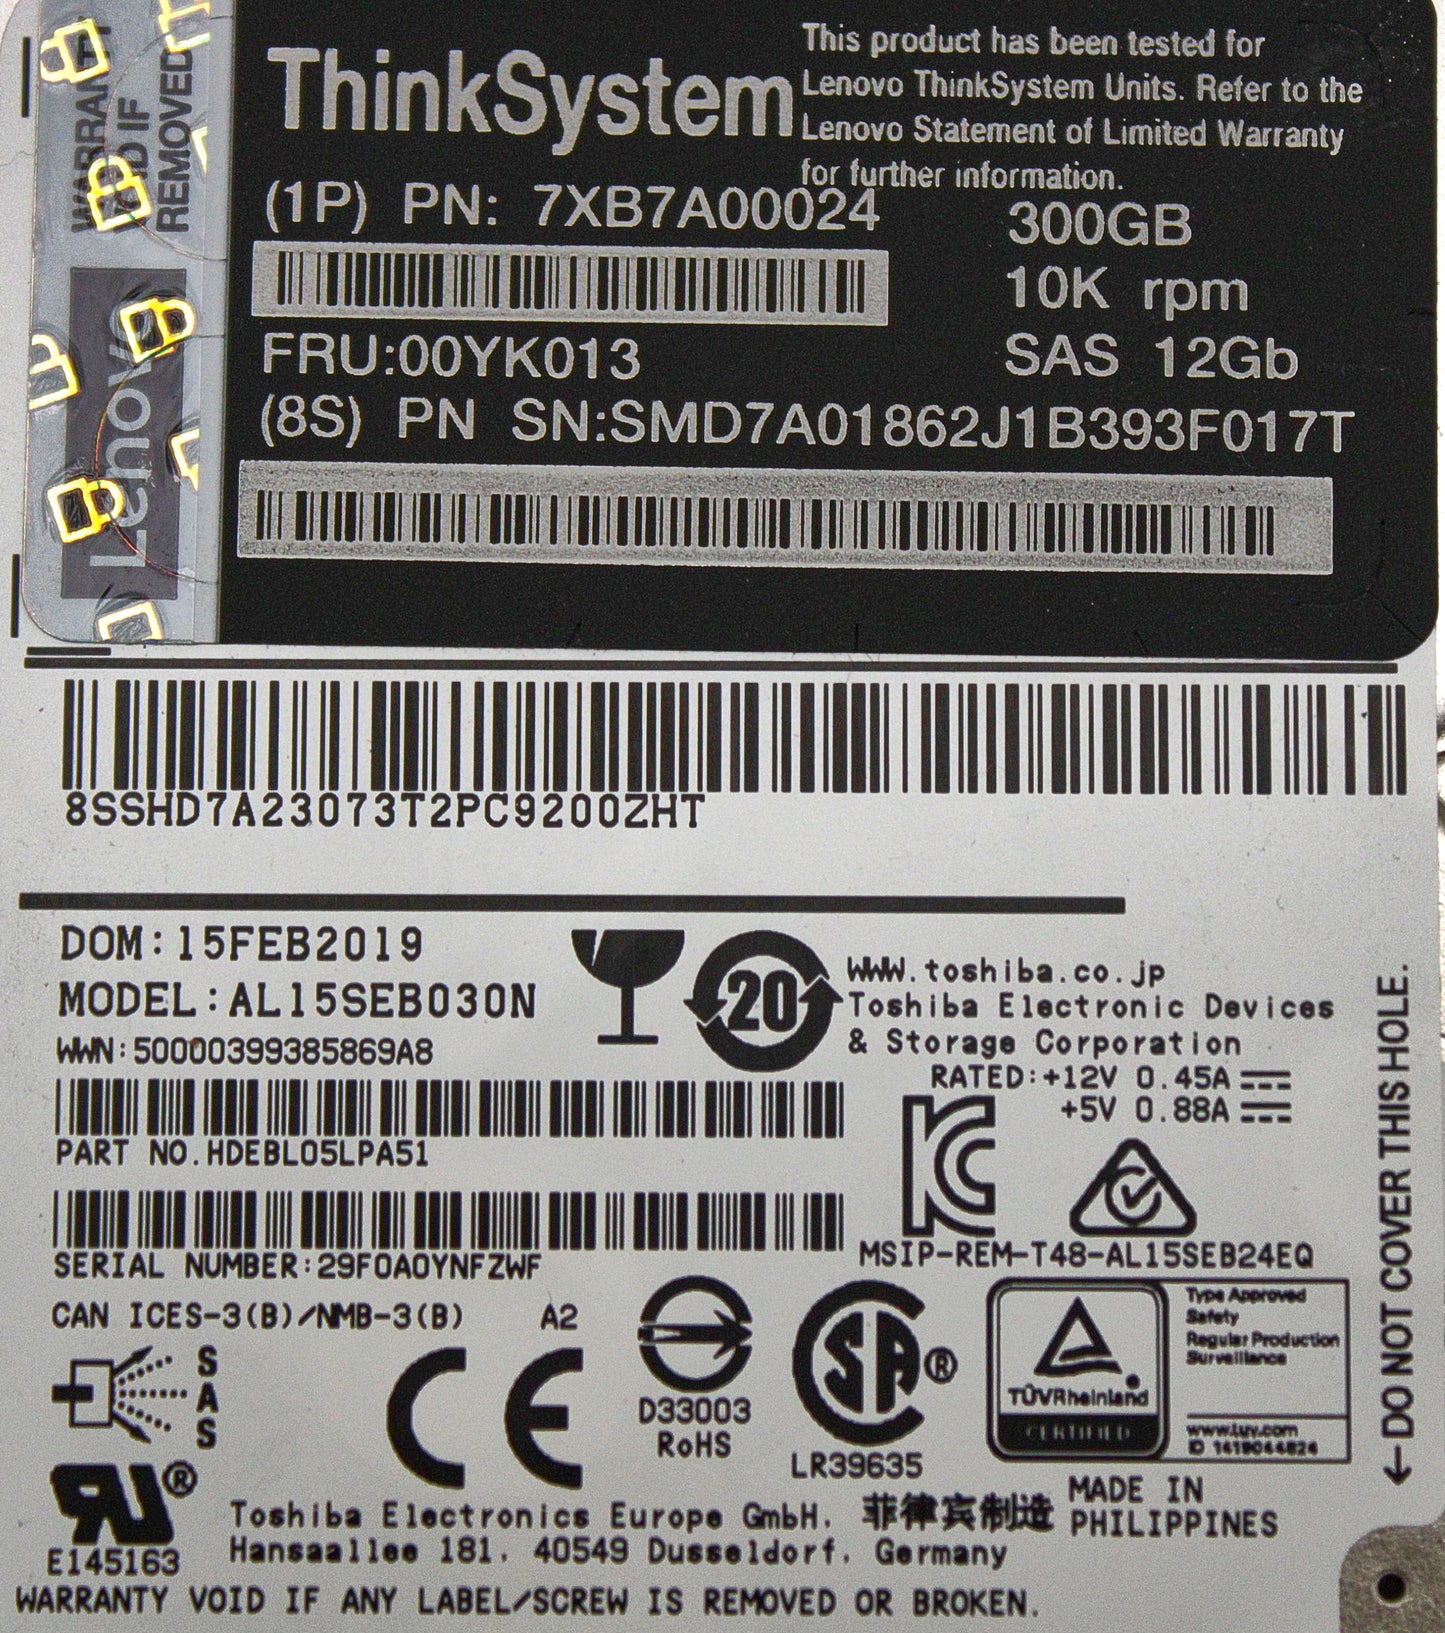 WARRANTY
VOID IF
REMOVED
Lenovo
ThinkSystem
This product has been tested for
Lenovo ThinkSystem Units. Refer to the
Lenovo Statement of Limited Warranty
for further information.
(1P) PN: 7XB7A00024
300GB
10K rpm
FRU:00YK013
SAS 12Gb
(8S) PN SN:SMD7A01862J1B393F017T
8SSHD7A23073T2PC9200ZHT
DOM:15FEB2019
MODEL:AL15SEB030N
WWN:50000399385869A8
20
www.toshiba.co.jp
Toshiba Electronic Devices
& Storage Corporation
RATED:+12V 0.45A
+5V 0.88A
PART NO.HDEBL05LPA51
MSIP-REM-T48-AL15SEB24EQ
SERIAL NUMBER:29F0A0YNFZWF
CAN ICES-3(B)/NMB-3(B) A2
SAS
CE
D33003
RoHS
SA®
LR39635
TÜVRheinland
CERTIFIED
Type Approved
Safety
Regular Production
Surveillance
www.tuv.com
ID 1419044824
←DO NOT COVER THIS HOLE.
RU®
E145163
Toshiba Electronics Europe GmbH.
Hansaallee 181, 40549 Dusseldorf, Germany
菲律宾制造
MADE IN
PHILIPPINES
WARRANTY VOID IF ANY LABEL/SCREW IS REMOVED OR BROKEN.